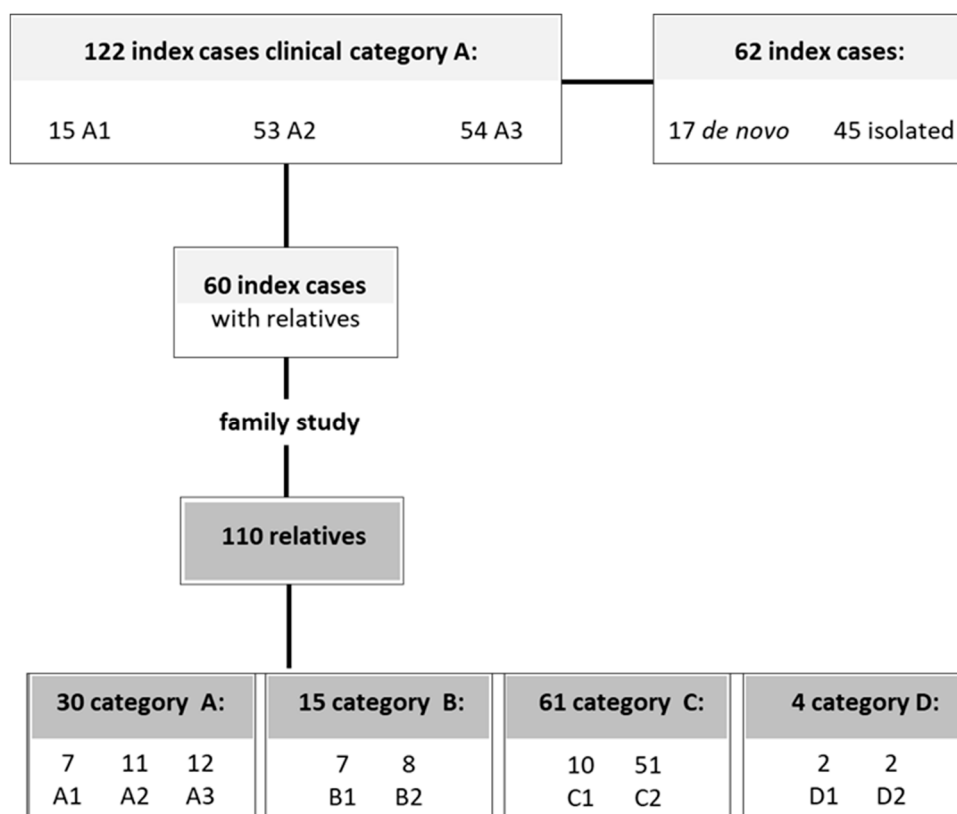 122 index cases clinical category A:
15 A1 53 A2 54 A3
62 index cases:
17 de novo 45 isolated
60 index cases
with relatives
family study
110 relatives
30 category A:
7 11 12
A1 A2 A3
15 category B:
7 8
B1 B2
61 category C:
10 51
C1 C2
4 category D:
2 2
D1 D2